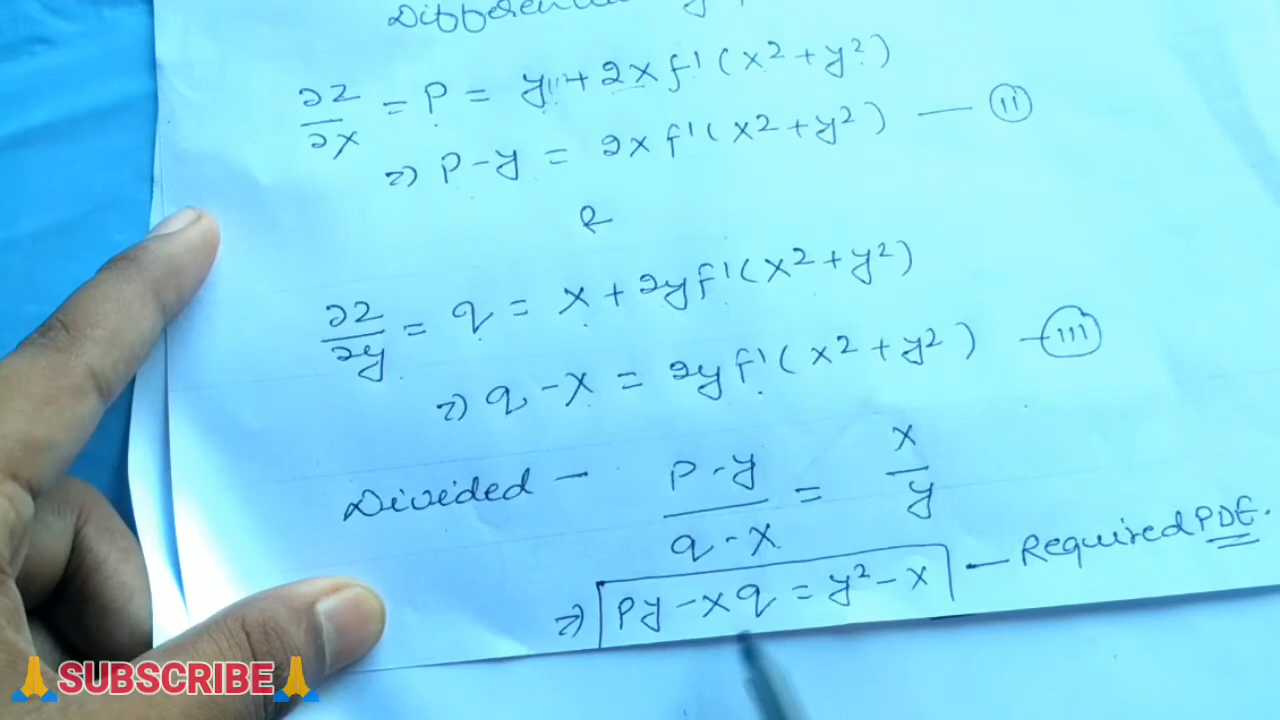 ∂z/∂x = P = y + 2x f'(x² + y²)
⇒ P - y = 2x f'(x² + y²) — (ii)
&
∂z/∂y = q = x + 2y f'(x² + y²)
⇒ q - x = 2y f'(x² + y²) — (iii)
Divided - P - y / q - x = x / y
⇒ Py - xq = y² - x — Required PDE.
🙏SUBSCRIBE🙏